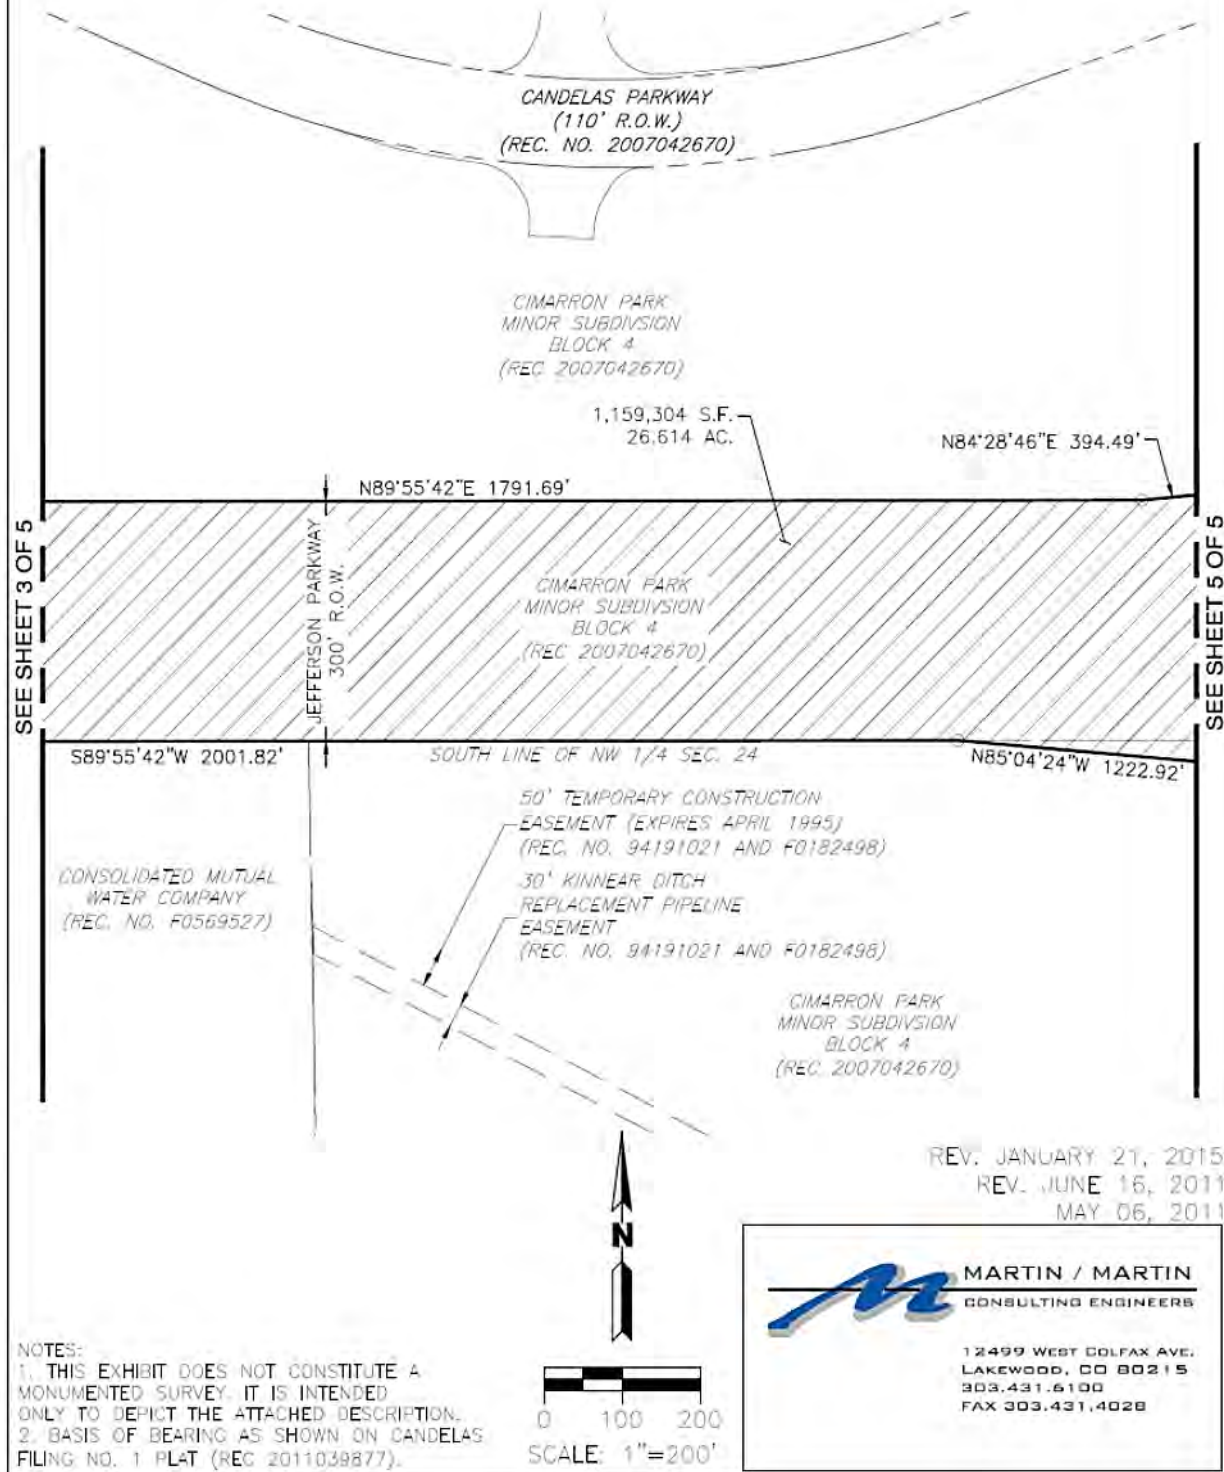 CANDELAS PARKWAY
(110' R.O.W.)
(REC. NO. 2007042670)
CIMARRON PARK
MINOR SUBDIVSION
BLOCK 4
(REC 2007042670)
1,159,304 S.F.
26.614 AC.
N84°28'46"E 394.49'
N89°55'42"E 1791.69'
SEE SHEET 3 OF 5
JEFFERSON PARKWAY
300' R.O.W.
CIMARRON PARK
MINOR SUBDIVSION
BLOCK 4
(REC 2007042670)
SEE SHEET 5 OF 5
S89°55'42"W 2001.82'
SOUTH LINE OF NW 1/4 SEC. 24
N85°04'24"W 1222.92'
50' TEMPORARY CONSTRUCTION
EASEMENT (EXPIRES APRIL 1995)
(REC. NO. 94191021 AND F0182498)
CONSOLIDATED MUTUAL
WATER COMPANY
(REC. NO. F0569527)
30' KINNEAR DITCH
REPLACEMENT PIPELINE
EASEMENT
(REC. NO. 94191021 AND F0182498)
CIMARRON PARK
MINOR SUBDIVSION
BLOCK 4
(REC 2007042670)
REV. JANUARY 21, 2015
REV. JUNE 16, 2011
MAY 06, 2011
N
MARTIN / MARTIN
CONSULTING ENGINEERS
12499 WEST COLFAX AVE.
LAKEWOOD, CO 80215
303.431.6100
FAX 303.431.4028
NOTES:
1. THIS EXHIBIT DOES NOT CONSTITUTE A
MONUMENTED SURVEY. IT IS INTENDED
ONLY TO DEPICT THE ATTACHED DESCRIPTION.
2. BASIS OF BEARING AS SHOWN ON CANDELAS
FILING NO. 1 PLAT (REC 2011039877).
0 100 200
SCALE: 1"=200'